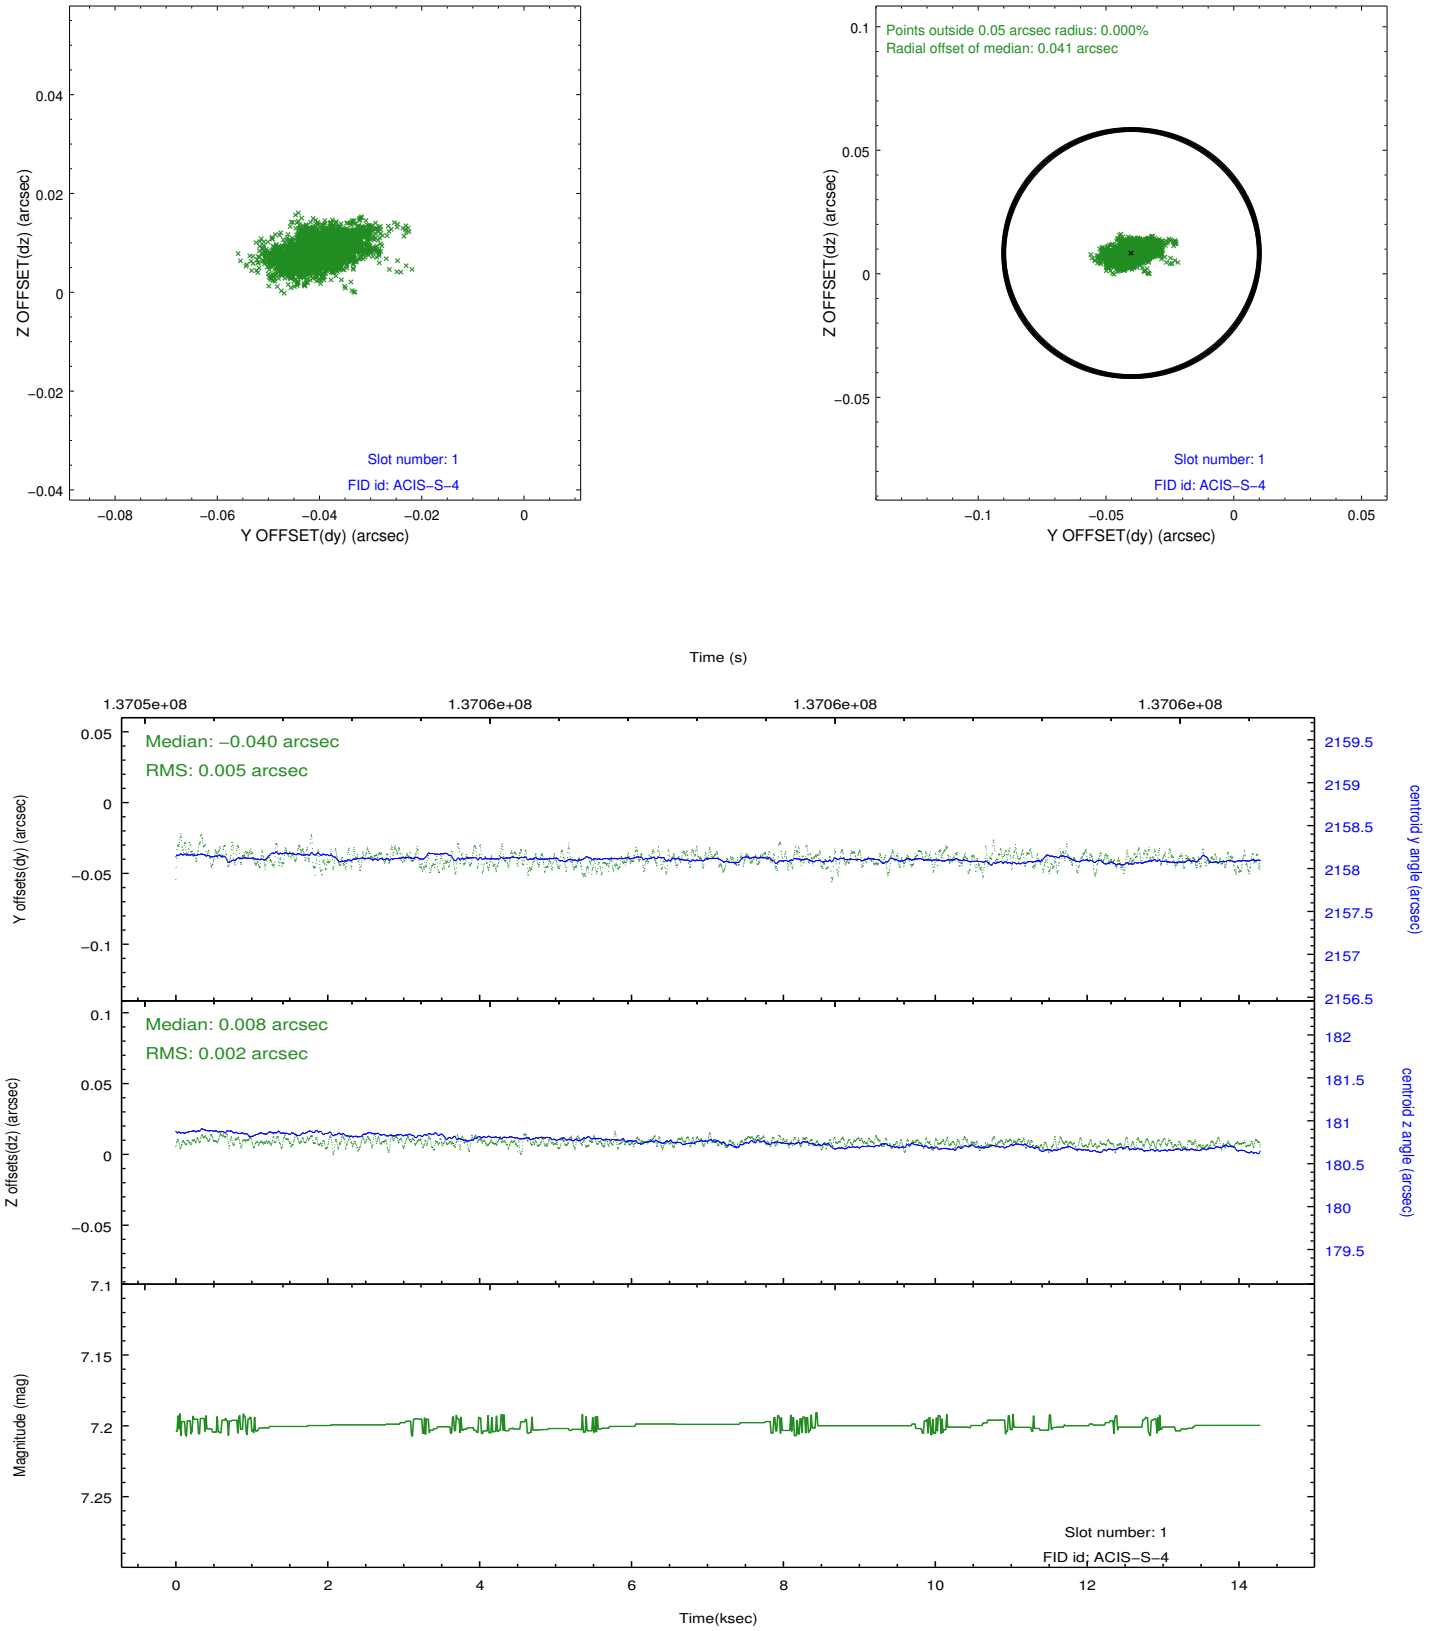 0.04
0.02
0
−0.02
−0.04
Z OFFSET(dz) (arcsec)
Slot number: 1
FID id: ACIS−S−4
−0.08
−0.06
−0.04
−0.02
0
Y OFFSET(dy) (arcsec)
Points outside 0.05 arcsec radius: 0.000%
Radial offset of median: 0.041 arcsec
0.1
0.05
0
−0.05
Z OFFSET(dz) (arcsec)
Slot number: 1
FID id: ACIS−S−4
−0.1
−0.05
0
0.05
Y OFFSET(dy) (arcsec)
Time (s)
1.3705e+08
1.3706e+08
1.3706e+08
1.3706e+08
Median: −0.040 arcsec
RMS: 0.005 arcsec
0.05
0
−0.05
−0.1
Y offsets(dy) (arcsec)
2159.5
2159
2158.5
2158
2157.5
2157
2156.5
centroid y angle (arcsec)
Median: 0.008 arcsec
RMS: 0.002 arcsec
0.1
0.05
0
−0.05
Z offsets(dz) (arcsec)
182
181.5
181
180.5
180
179.5
centroid z angle (arcsec)
7.1
7.15
7.2
7.25
Magnitude (mag)
Slot number: 1
FID id: ACIS−S−4
0
2
4
6
8
10
12
14
Time(ksec)